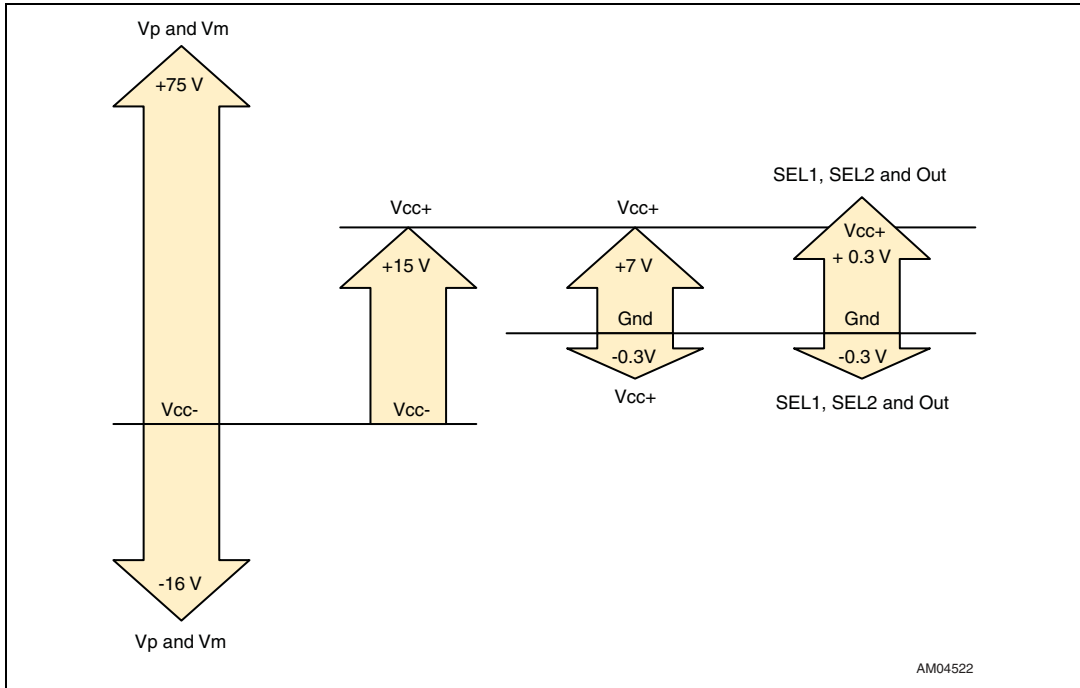 Vp and Vm
+75 V
SEL1, SEL2 and Out
Vcc+
Vcc+
Vcc+
+ 0.3 V
+15 V
+7 V
Gnd
Gnd
-0.3V
-0.3 V
Vcc+
SEL1, SEL2 and Out
Vcc-
Vcc-
-16 V
Vp and Vm
AM04522